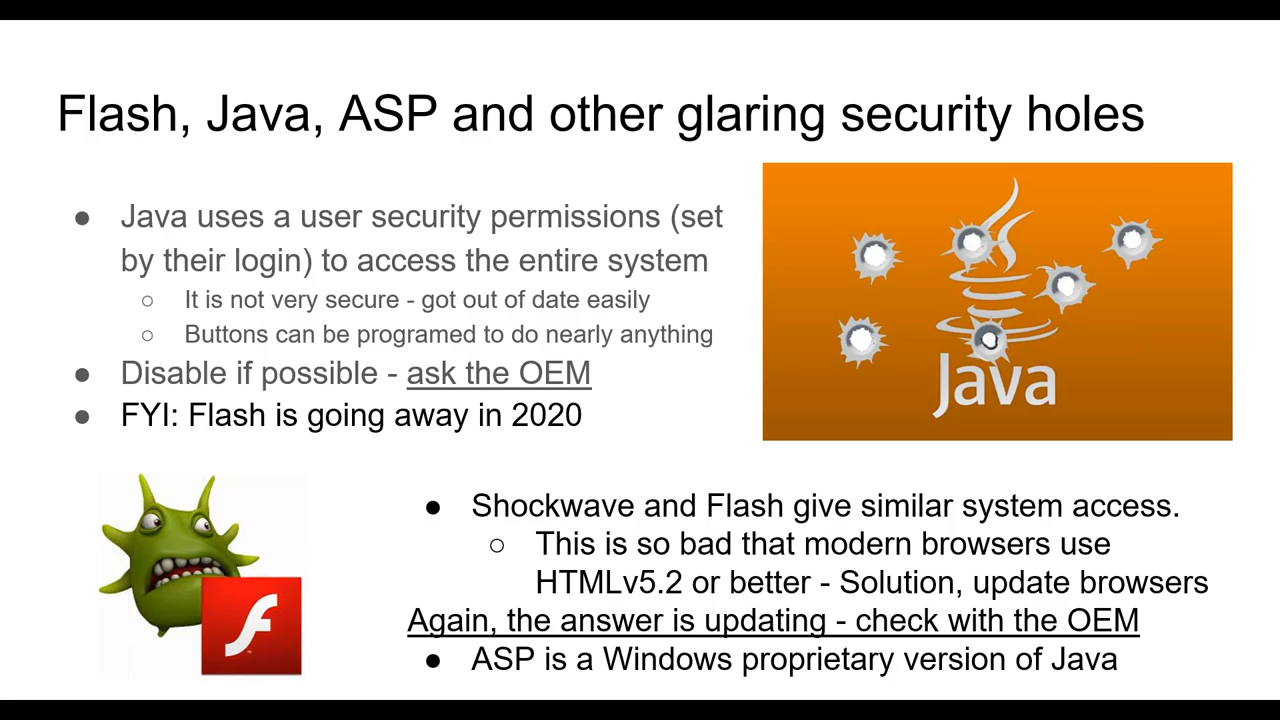 Flash, Java, ASP and other glaring security holes
● Java uses a user security permissions (set
by their login) to access the entire system
○ It is not very secure - got out of date easily
○ Buttons can be programed to do nearly anything
● Disable if possible - ask the OEM
● FYI: Flash is going away in 2020
Java
● Shockwave and Flash give similar system access.
○ This is so bad that modern browsers use
HTMLv5.2 or better - Solution, update browsers
Again, the answer is updating - check with the OEM
● ASP is a Windows proprietary version of Java